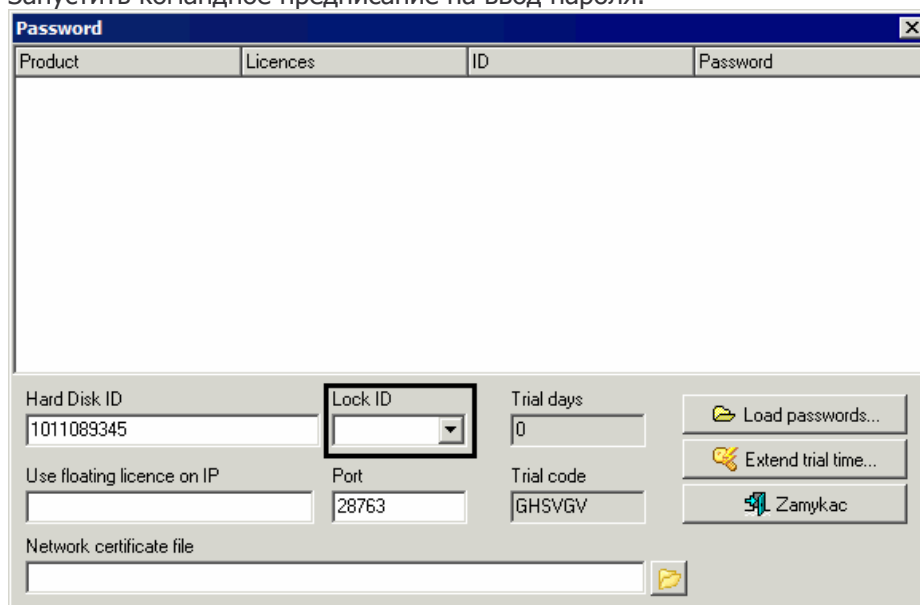 Запустить командное предписание на ввод пароля.
Password
Product Licences ID Password
Hard Disk ID Lock ID Trial days
1011089345 0 Load passwords...
Use floating licence on IP Port Trial code Extend trial time...
28763 GHSVGV Zamykac
Network certificate file